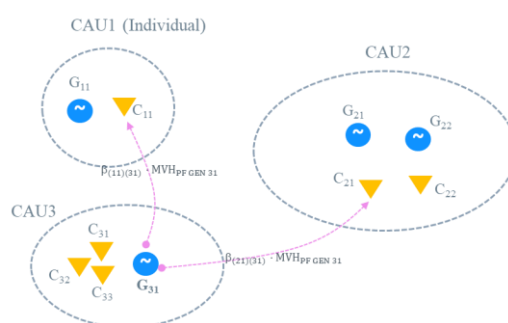 CAU1 (Individual)
CAU2
G11
C11
G21
G22
C21
C22
β(11)(31) · MVHPF GEN 31
CAU3
C31
C32
C33
G31
β(21)(31) · MVHPF GEN 31